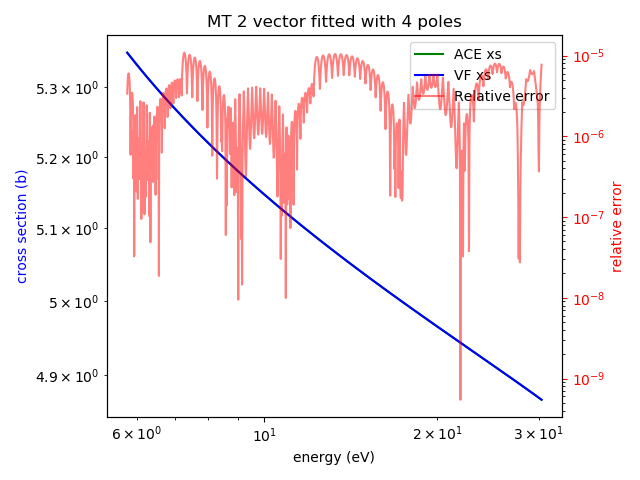 MT 2 vector fitted with 4 poles
ACE xs
VF xs
Relative error
5.3 × 10⁰
5.2 × 10⁰
5.1 × 10⁰
5 × 10⁰
4.9 × 10⁰
cross section (b)
10⁻⁵
10⁻⁶
10⁻⁷
10⁻⁸
10⁻⁹
relative error
6 × 10⁰
10¹
2 × 10¹
3 × 10¹
energy (eV)